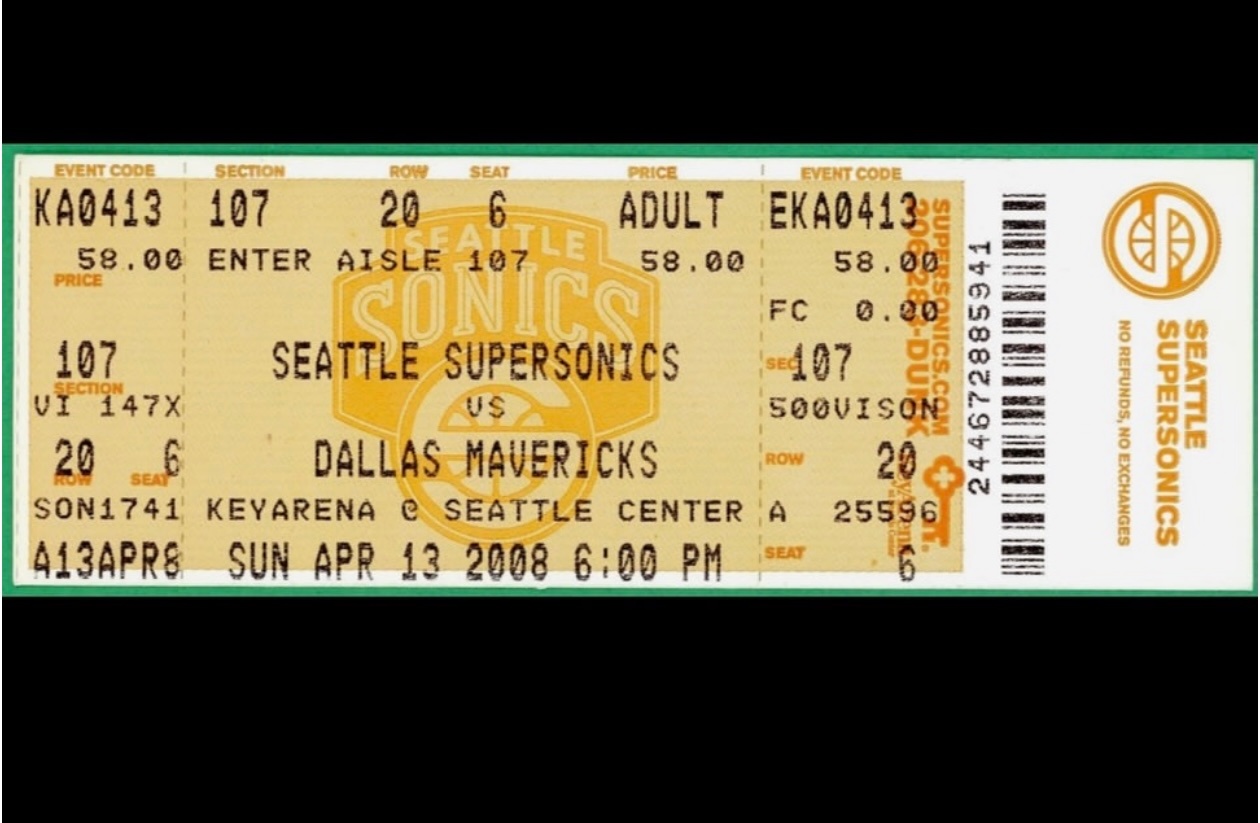 EVENT CODE SECTION ROW SEAT PRICE EVENT CODE
KA0413 107 20 6 ADULT EKA0413
58.00 ENTER AISLE 107 58.00 58.00
PRICE
SEATTLE
SONICS
FC 0.00
107 SEATTLE SUPERSONICS SEC 107
SECTION
VI 147X VS 500VISON
20 6 DALLAS MAVERICKS ROW 20
ROW SEAT
SON1741 KEYARENA @ SEATTLE CENTER A 25596
A13APR8 SUN APR 13 2008 6:00 PM SEAT 6
SUPERSONICS.COM
206-283-DUNK
244672885941
SEATTLE
SUPERSONICS
NO REFUNDS, NO EXCHANGES